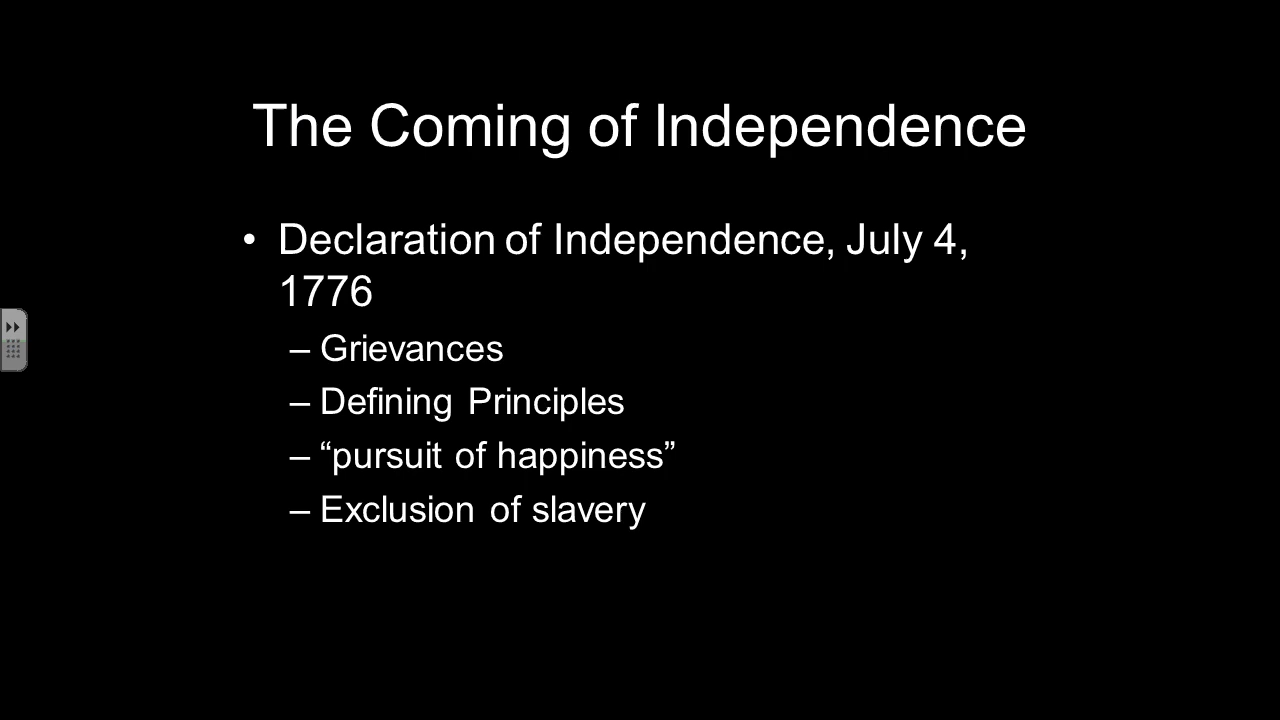 The Coming of Independence
• Declaration of Independence, July 4,
1776
– Grievances
– Defining Principles
– “pursuit of happiness”
– Exclusion of slavery